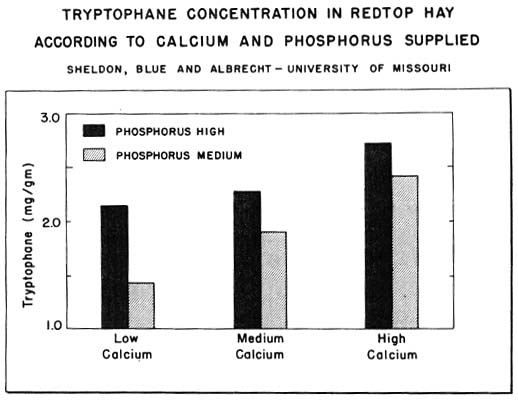 TRYPTOPHANE CONCENTRATION IN REDTOP HAY
ACCORDING TO CALCIUM AND PHOSPHORUS SUPPLIED
SHELDON, BLUE AND ALBRECHT – UNIVERSITY OF MISSOURI
3.0
PHOSPHORUS HIGH
PHOSPHORUS MEDIUM
Tryptophane (mg/gm)
2.0
1.0
Low
Calcium
Medium
Calcium
High
Calcium